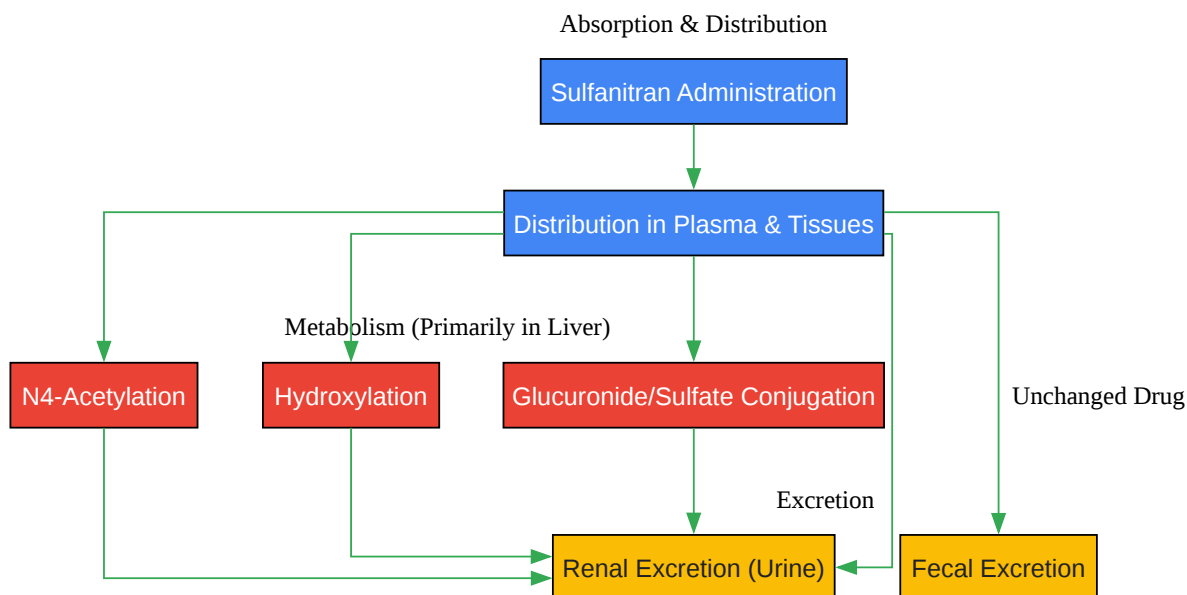 Absorption & Distribution
Sulfanitran Administration
Distribution in Plasma & Tissues
Metabolism (Primarily in Liver)
N4-Acetylation
Hydroxylation
Glucuronide/Sulfate Conjugation
Unchanged Drug
Excretion
Renal Excretion (Urine)
Fecal Excretion